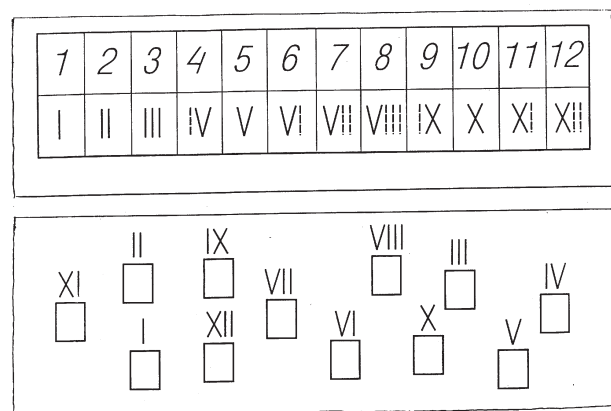 1 2 3 4 5 6 7 8 9 10 11 12
I II III IV V VI VII VIII IX X XI XII
II IX VIII III
XI VII IV
I XII VI X V